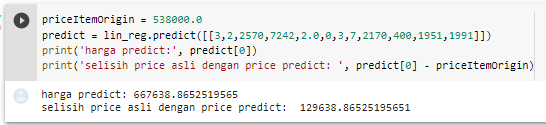 priceItemOrigin = 538000.0
predict = lin_reg.predict([[3,2,2570,7242,2.0,0,3,7,2170,400,1951,1991]])
print('harga predict:', predict[0])
print('selisih price asli dengan price predict: ', predict[0] - priceItemOrigin)
harga predict: 667638.8652519565
selisih price asli dengan price predict:  129638.86525195651